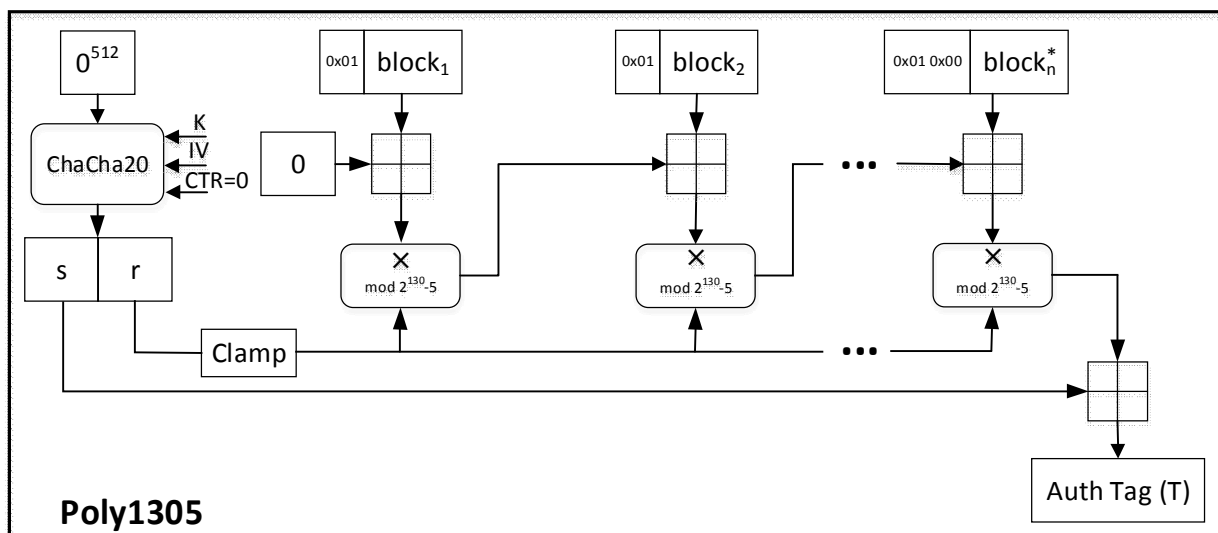 0^512
0x01 block_1
0x01 block_2
0x01 0x00 block_n^*
K
IV
CTR=0
ChaCha20
0
•••
s r
×
mod 2^130-5
×
mod 2^130-5
×
mod 2^130-5
Clamp
•••
Auth Tag (T)
Poly1305